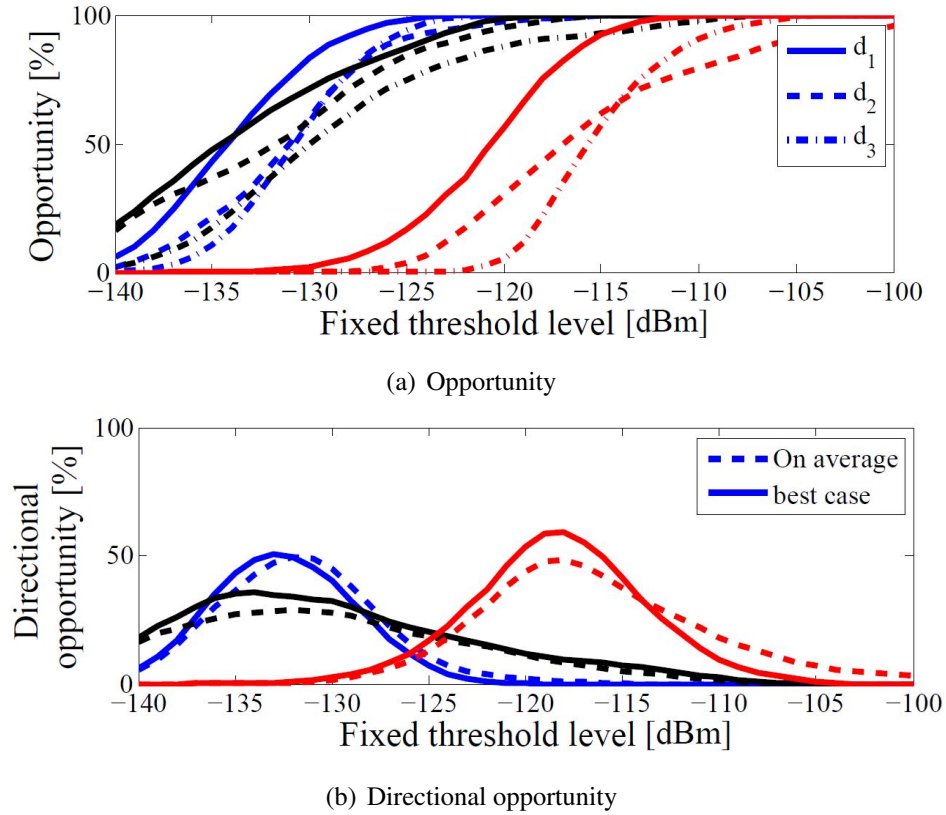 100
50
0
Opportunity [%]
−140 −135 −130 −125 −120 −115 −110 −105 −100
Fixed threshold level [dBm]
d1
d2
d3
(a) Opportunity
100
50
0
Directional
opportunity [%]
−140 −135 −130 −125 −120 −115 −110 −105 −100
Fixed threshold level [dBm]
On average
best case
(b) Directional opportunity